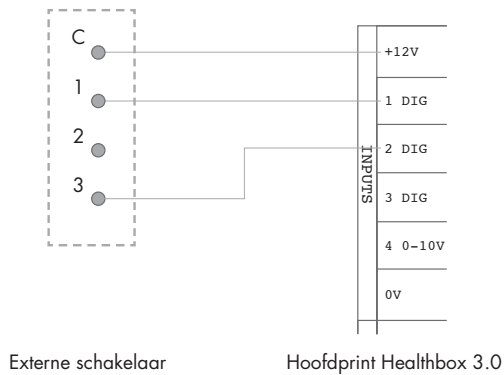 C
1
2
3
+12V
1 DIG
2 DIG
3 DIG
4 0-10V
0V
INPUTS
Externe schakelaar
Hoofdprint Healthbox 3.0